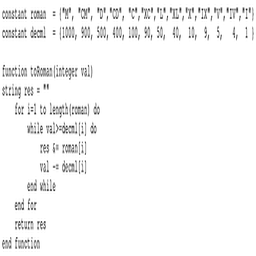 constant roman = {"M", "CM", "D","CD", "C","XC","L","XL","X","IX","V","IV","I"}
constant decml = {1000, 900, 500, 400, 100, 90, 50, 40, 10, 9, 5, 4, 1 }
function toRoman(integer val)
string res = ""
for i=1 to length(roman) do
while val>=decml[i] do
res &= roman[i]
val -= decml[i]
end while
end for
return res
end function